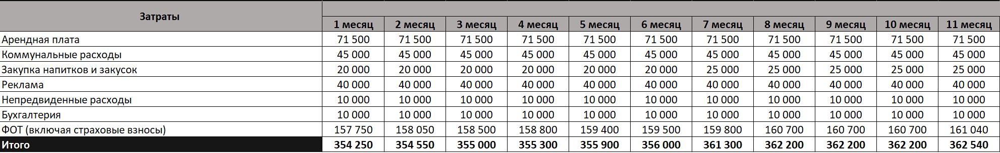 Затраты
1 месяц 2 месяц 3 месяц 4 месяц 5 месяц 6 месяц 7 месяц 8 месяц 9 месяц 10 месяц 11 месяц
Арендная плата 71 500 71 500 71 500 71 500 71 500 71 500 71 500 71 500 71 500 71 500 71 500
Коммунальные расходы 45 000 45 000 45 000 45 000 45 000 45 000 45 000 45 000 45 000 45 000 45 000
Закупка напитков и закусок 20 000 20 000 20 000 20 000 20 000 20 000 25 000 25 000 25 000 25 000 25 000
Реклама 40 000 40 000 40 000 40 000 40 000 40 000 40 000 40 000 40 000 40 000 40 000
Непредвиденные расходы 10 000 10 000 10 000 10 000 10 000 10 000 10 000 10 000 10 000 10 000 10 000
Бухгалтерия 10 000 10 000 10 000 10 000 10 000 10 000 10 000 10 000 10 000 10 000 10 000
ФОТ (включая страховые взносы) 157 750 158 050 158 500 158 800 159 400 159 500 159 800 160 700 160 700 160 700 161 040
Итого 354 250 354 550 355 000 355 300 355 900 356 000 361 300 362 200 362 200 362 200 362 540